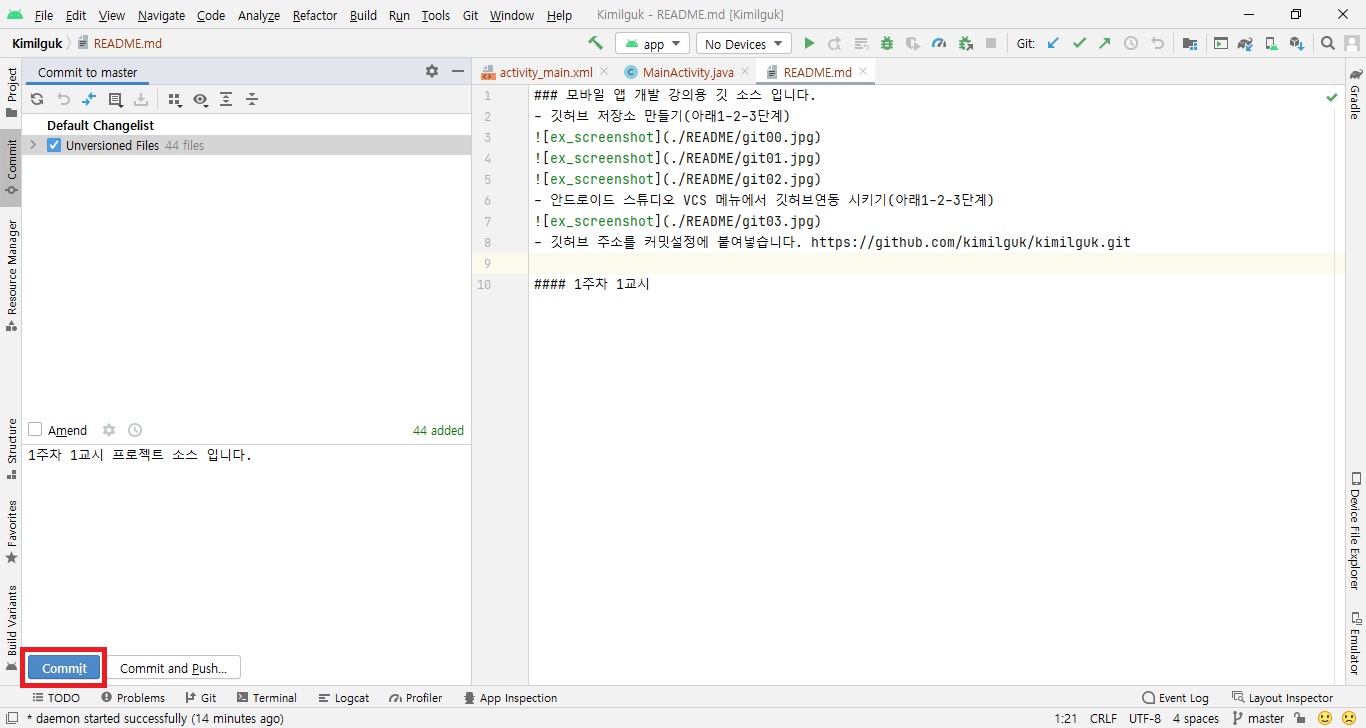 File Edit View Navigate Code Analyze Refactor Build Run Tools Git Window Help Kimilguk - README.md [Kimilguk]
Kimilguk README.md app No Devices Git:
Commit to master
activity_main.xml MainActivity.java README.md
Default Changelist
Unversioned Files 44 files
1 ### 모바일 앱 개발 강의용 깃 소스 입니다.
2 - 깃허브 저장소 만들기(아래1-2-3단계)
3 ![ex_screenshot](./README/git00.jpg)
4 ![ex_screenshot](./README/git01.jpg)
5 ![ex_screenshot](./README/git02.jpg)
6 - 안드로이드 스튜디오 VCS 메뉴에서 깃허브연동 시키기(아래1-2-3단계)
7 ![ex_screenshot](./README/git03.jpg)
8 - 깃허브 주소를 커밋설정에 붙여넣습니다. https://github.com/kimilguk/kimilguk.git
9
10 #### 1주차 1교시
Amend 44 added
1주차 1교시 프로젝트 소스 입니다.
Commit Commit and Push...
Project
Commit
Resource Manager
Structure
Favorites
Build Variants
Gradle
Device File Explorer
Emulator
TODO Problems Git Terminal Logcat Profiler App Inspection Event Log Layout Inspector
* daemon started successfully (14 minutes ago) 1:21 CRLF UTF-8 4 spaces master